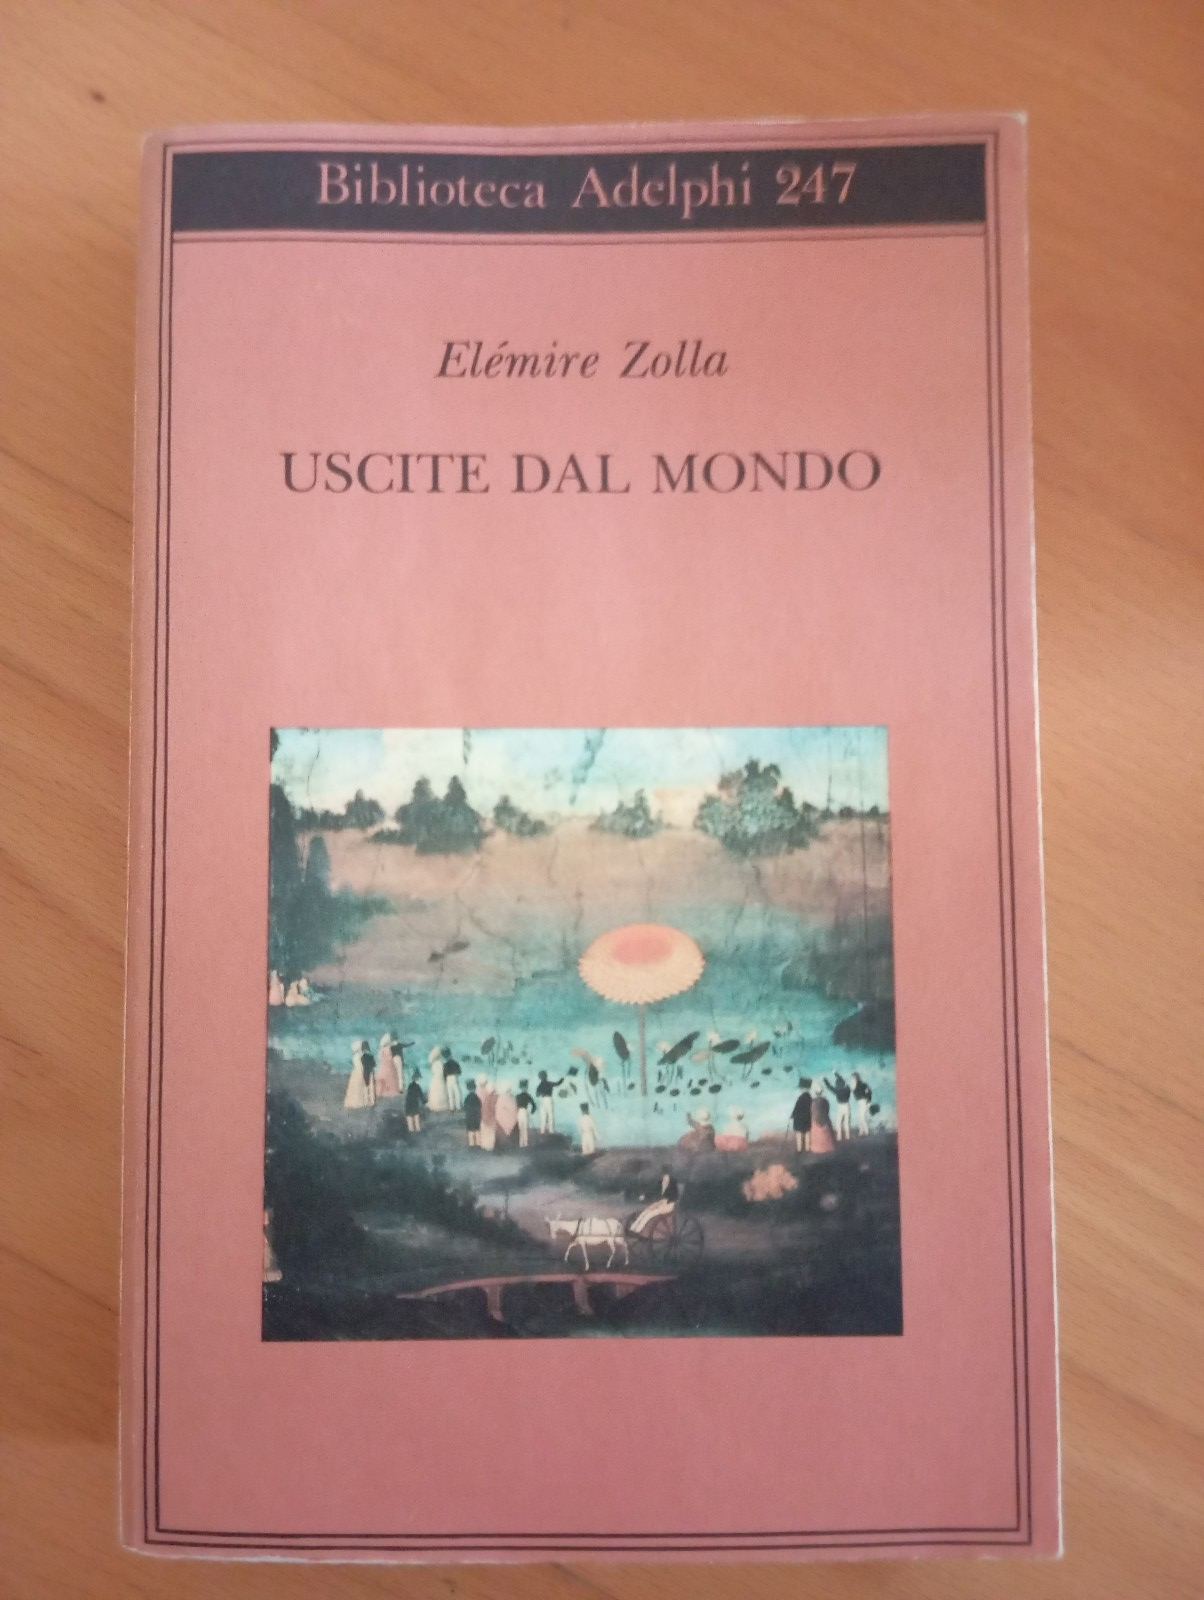 Biblioteca Adelphi 247
Elémire Zolla
USCITE DAL MONDO